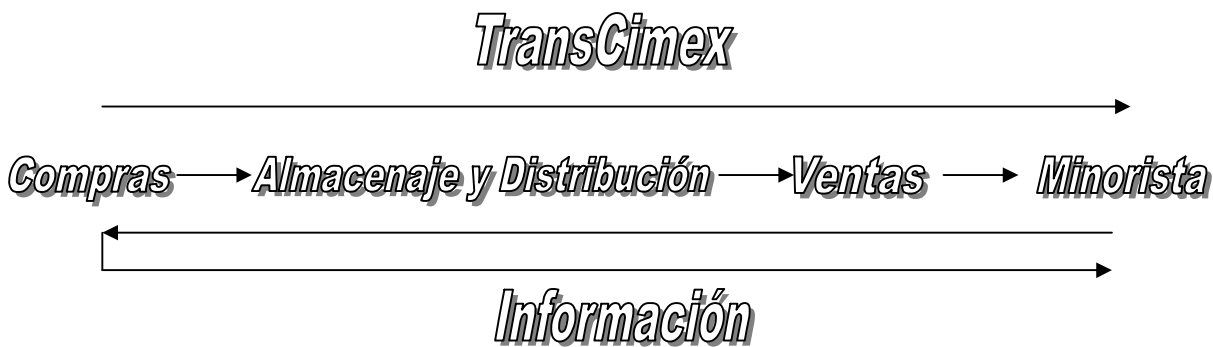 TransCimex
Compras Almacenaje y Distribución Ventas Minorista
Información